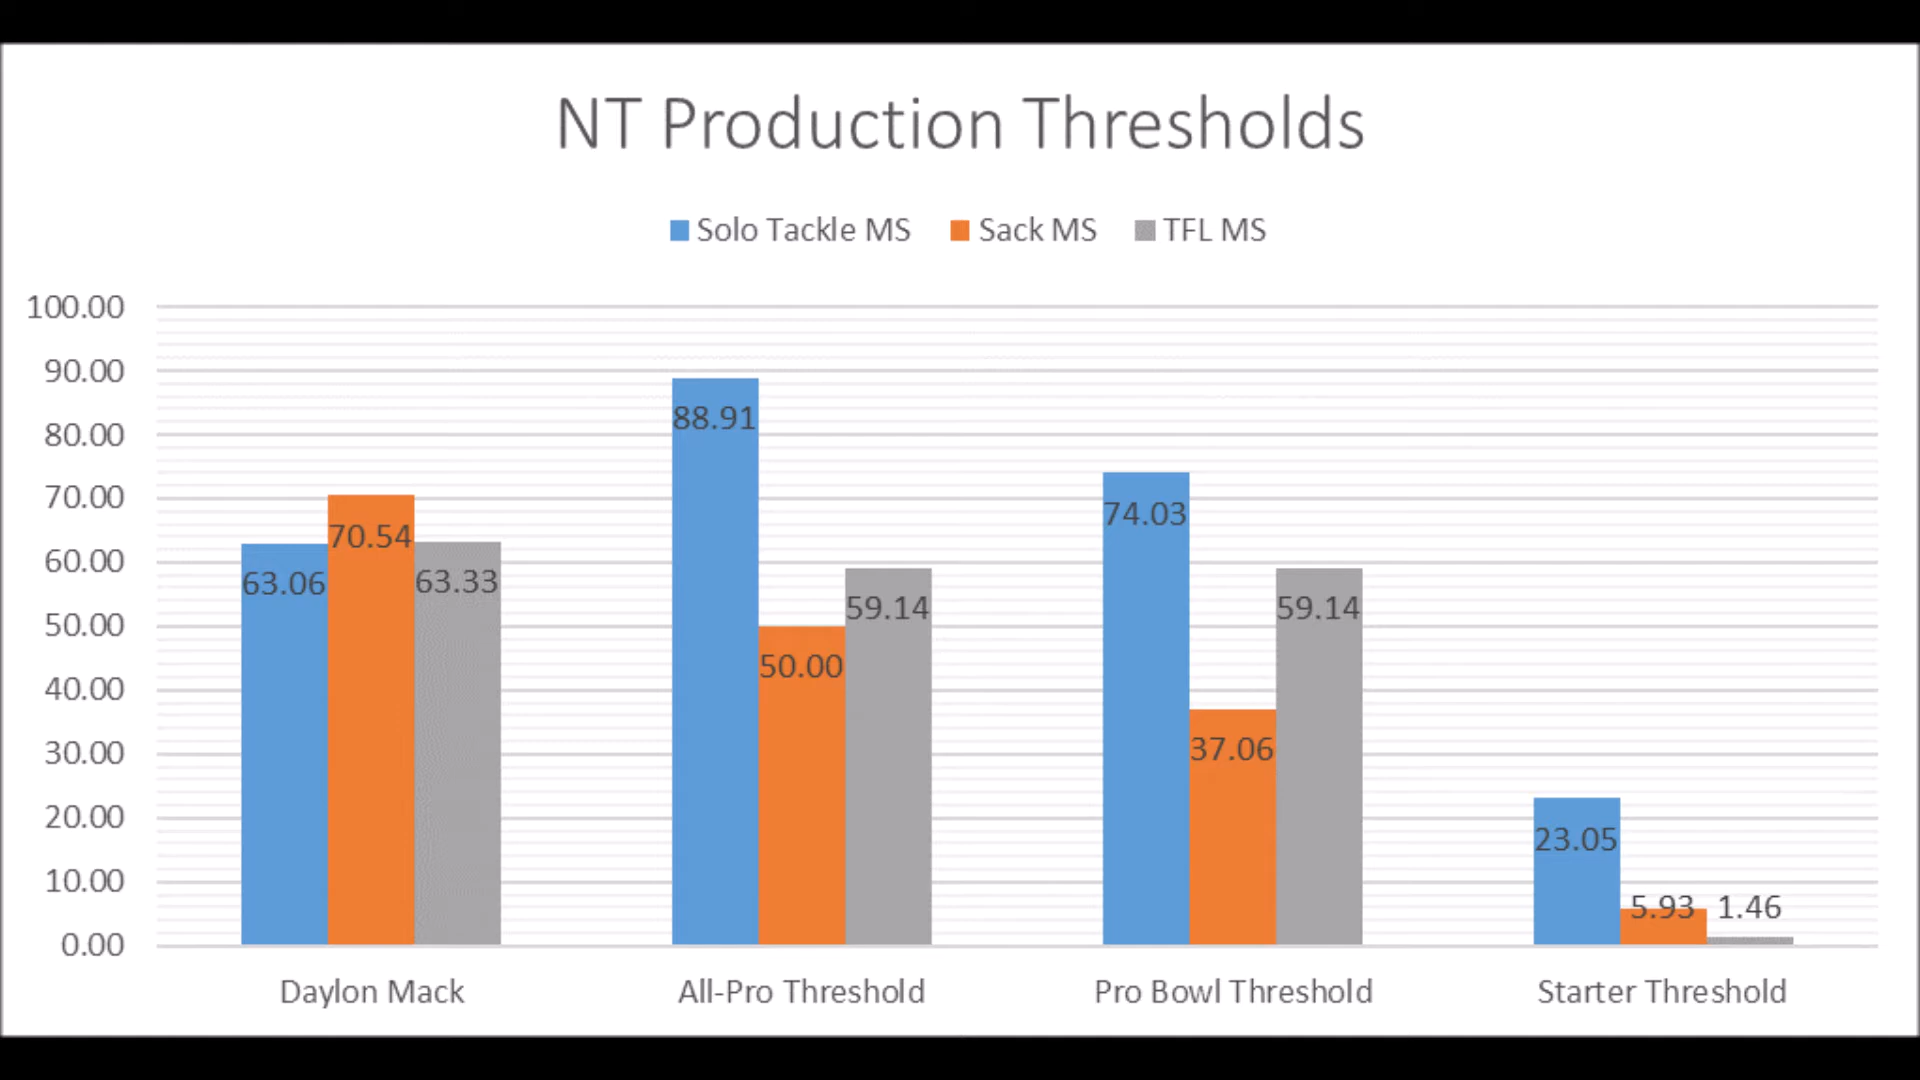 NT Production Thresholds
Solo Tackle MS Sack MS TFL MS
100.00
90.00
80.00
70.00
60.00
50.00
40.00
30.00
20.00
10.00
0.00
63.06 70.54 63.33
88.91 50.00 59.14
74.03 37.06 59.14
23.05 5.93 1.46
Daylon Mack All-Pro Threshold Pro Bowl Threshold Starter Threshold